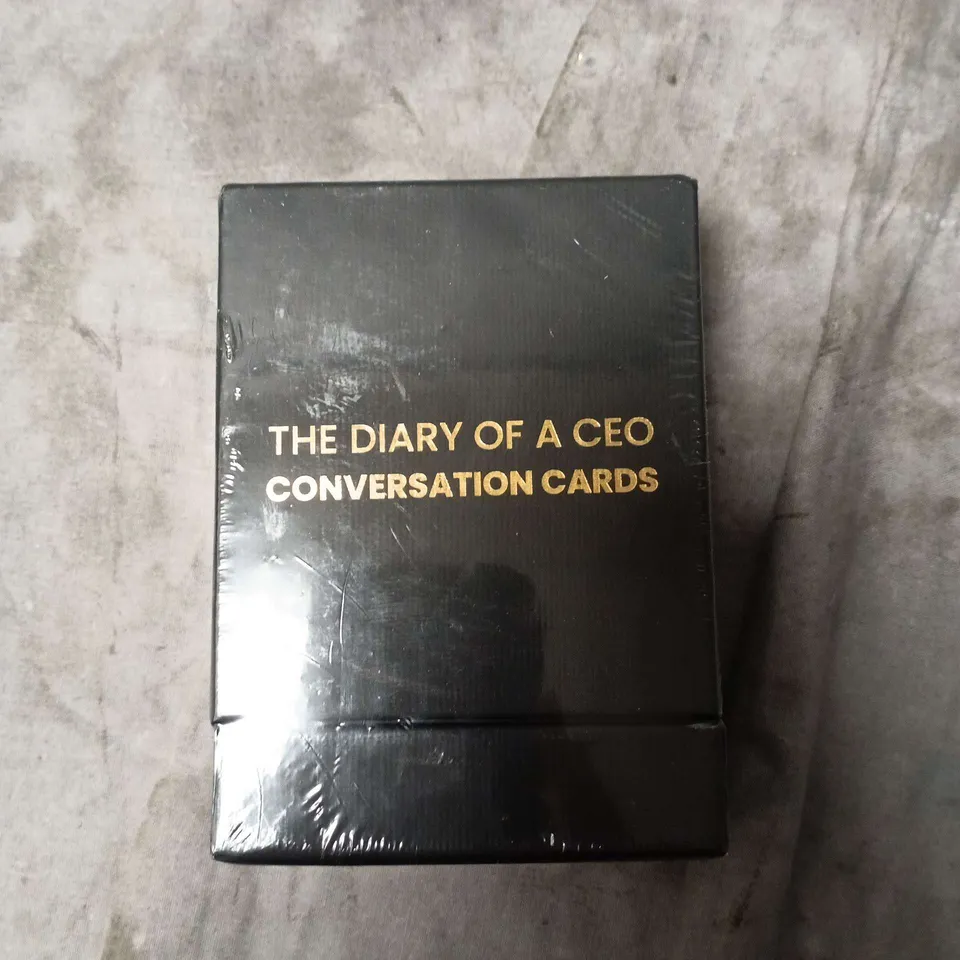 THE DIARY OF A CEO
CONVERSATION CARDS